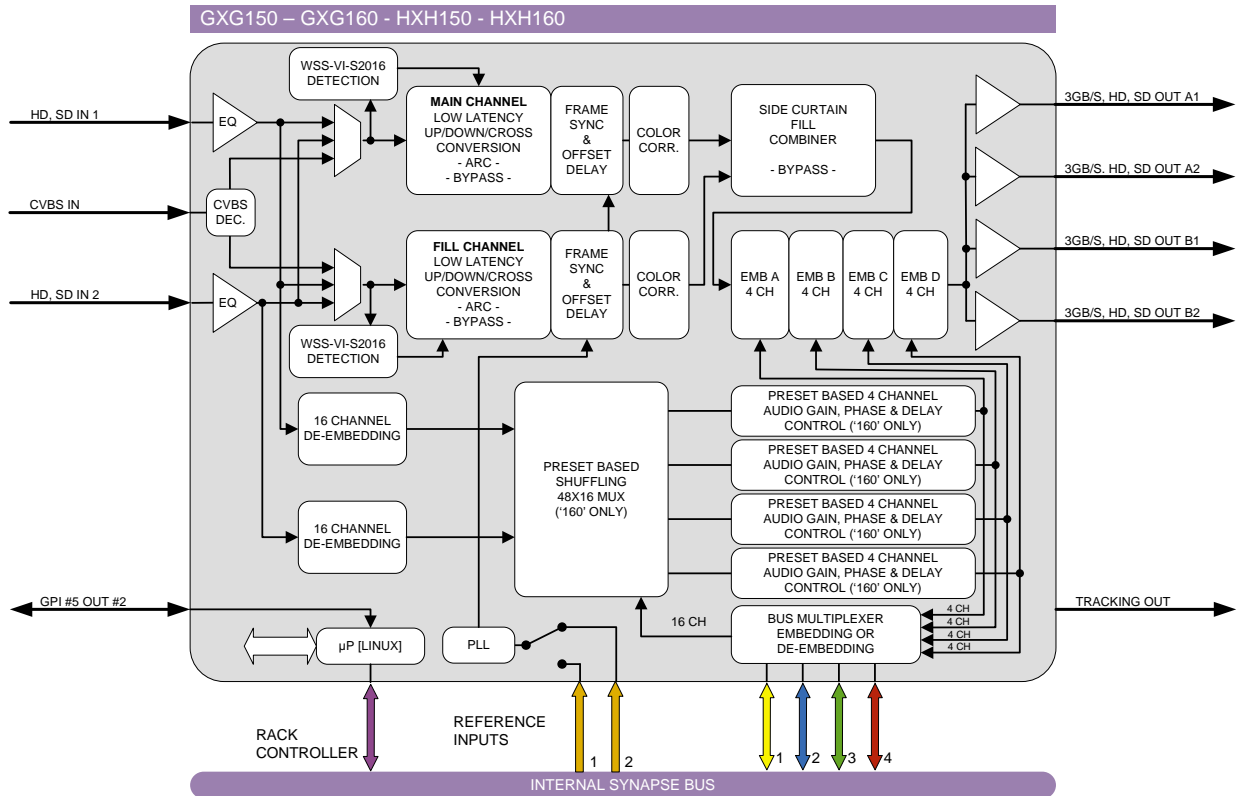 GXG150 – GXG160 - HXH150 - HXH160
WSS-VI-S2016
DETECTION
HD, SD IN 1
EQ
MAIN CHANNEL
LOW LATENCY
UP/DOWN/CROSS
CONVERSION
- ARC -
- BYPASS -
FRAME
SYNC
&
OFFSET
DELAY
COLOR
CORR.
SIDE CURTAIN
FILL
COMBINER
- BYPASS -
3GB/S, HD, SD OUT A1
3GB/S. HD, SD OUT A2
3GB/S, HD, SD OUT B1
3GB/S, HD, SD OUT B2
CVBS IN
CVBS
DEC.
HD, SD IN 2
EQ
FILL CHANNEL
LOW LATENCY
UP/DOWN/CROSS
CONVERSION
- ARC -
- BYPASS -
FRAME
SYNC
&
OFFSET
DELAY
COLOR
CORR.
EMB A
4 CH
EMB B
4 CH
EMB C
4 CH
EMB D
4 CH
WSS-VI-S2016
DETECTION
16 CHANNEL
DE-EMBEDDING
16 CHANNEL
DE-EMBEDDING
PRESET BASED
SHUFFLING
48X16 MUX
(‘160’ ONLY)
PRESET BASED 4 CHANNEL
AUDIO GAIN, PHASE & DELAY
CONTROL (‘160’ ONLY)
PRESET BASED 4 CHANNEL
AUDIO GAIN, PHASE & DELAY
CONTROL (‘160’ ONLY)
PRESET BASED 4 CHANNEL
AUDIO GAIN, PHASE & DELAY
CONTROL (‘160’ ONLY)
PRESET BASED 4 CHANNEL
AUDIO GAIN, PHASE & DELAY
CONTROL (‘160’ ONLY)
GPI #5 OUT #2
TRACKING OUT
µP [LINUX]
PLL
16 CH
BUS MULTIPLEXER
EMBEDDING OR
DE-EMBEDDING
4 CH
4 CH
4 CH
4 CH
RACK
CONTROLLER
REFERENCE
INPUTS
1
2
1
2
3
4
INTERNAL SYNAPSE BUS